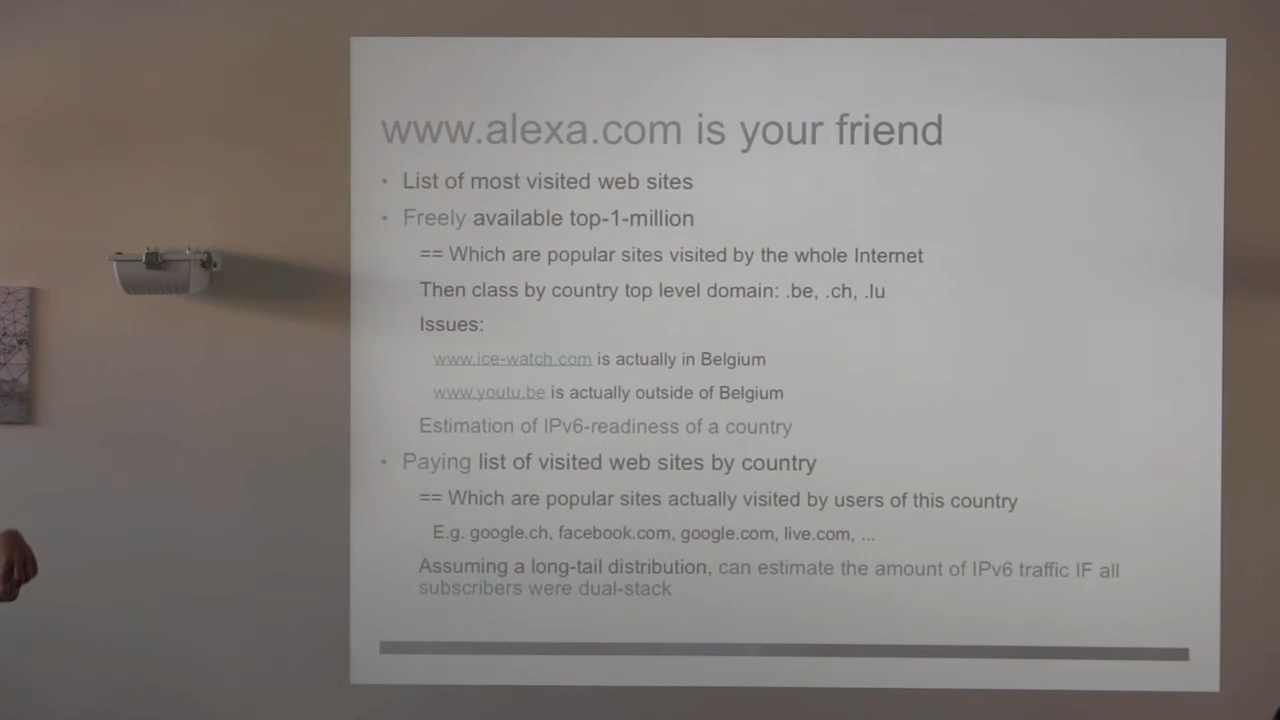 www.alexa.com is your friend
• List of most visited web sites
• Freely available top-1-million
== Which are popular sites visited by the whole Internet
Then class by country top level domain: .be, .ch, .lu
Issues:
www.ice-watch.com is actually in Belgium
www.youtu.be is actually outside of Belgium
Estimation of IPv6-readiness of a country
• Paying list of visited web sites by country
== Which are popular sites actually visited by users of this country
E.g. google.ch, facebook.com, google.com, live.com, ...
Assuming a long-tail distribution, can estimate the amount of IPv6 traffic IF all
subscribers were dual-stack